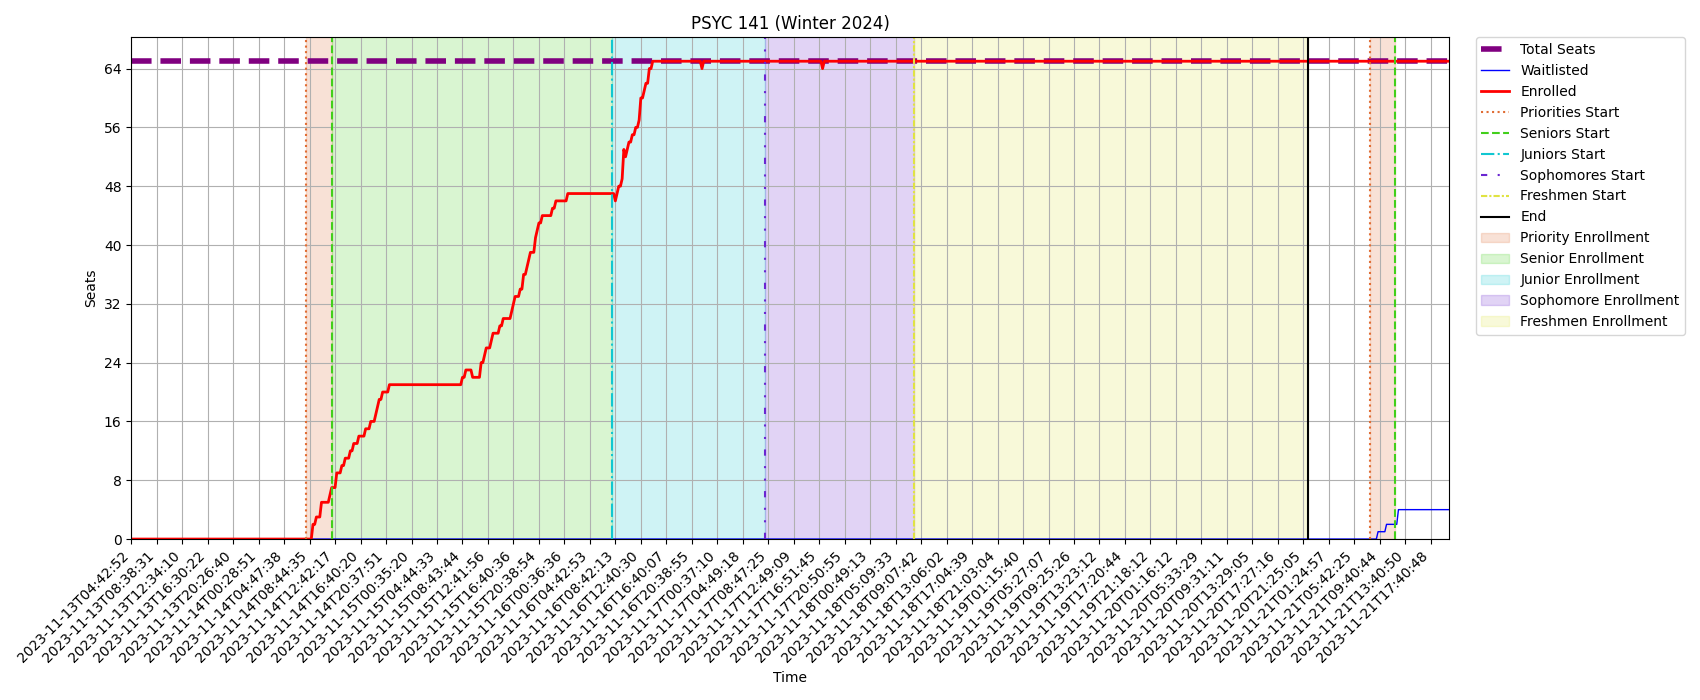 PSYC 141 (Winter 2024)
Total Seats
Waitlisted
Enrolled
Priorities Start
Seniors Start
Juniors Start
Sophomores Start
Freshmen Start
End
Priority Enrollment
Senior Enrollment
Junior Enrollment
Sophomore Enrollment
Freshmen Enrollment
Seats
64
56
48
40
32
24
16
8
0
2023-11-13T04:42:52
2023-11-13T08:38:31
2023-11-13T12:34:10
2023-11-13T16:30:22
2023-11-13T20:26:40
2023-11-14T00:28:51
2023-11-14T04:47:38
2023-11-14T08:44:35
2023-11-14T12:42:17
2023-11-14T16:40:20
2023-11-14T20:37:51
2023-11-15T00:35:20
2023-11-15T04:44:33
2023-11-15T08:43:44
2023-11-15T12:41:56
2023-11-15T16:40:36
2023-11-15T20:38:54
2023-11-16T00:36:36
2023-11-16T04:42:53
2023-11-16T08:42:13
2023-11-16T12:40:30
2023-11-16T16:40:07
2023-11-16T20:38:55
2023-11-17T00:37:10
2023-11-17T04:49:18
2023-11-17T08:47:25
2023-11-17T12:49:09
2023-11-17T16:51:45
2023-11-17T20:50:55
2023-11-18T00:49:13
2023-11-18T05:09:33
2023-11-18T09:07:42
2023-11-18T13:06:02
2023-11-18T17:04:39
2023-11-18T21:03:04
2023-11-19T01:15:40
2023-11-19T05:27:07
2023-11-19T09:25:26
2023-11-19T13:23:12
2023-11-19T17:20:44
2023-11-19T21:18:12
2023-11-20T01:16:12
2023-11-20T05:33:29
2023-11-20T09:31:11
2023-11-20T13:29:05
2023-11-20T17:27:16
2023-11-20T21:25:05
2023-11-21T01:24:57
2023-11-21T05:42:25
2023-11-21T09:40:44
2023-11-21T13:40:50
2023-11-21T17:40:48
Time